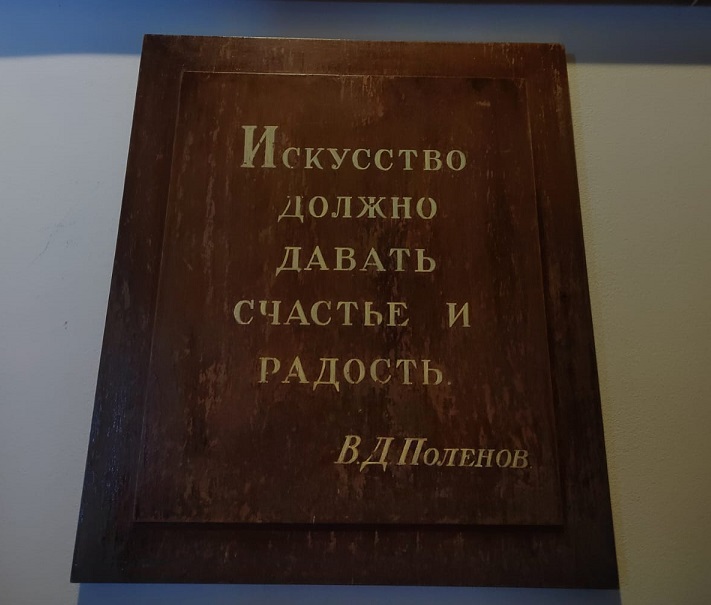 Искусство
должно
давать
счастье и
радость.
В.Д Поленов